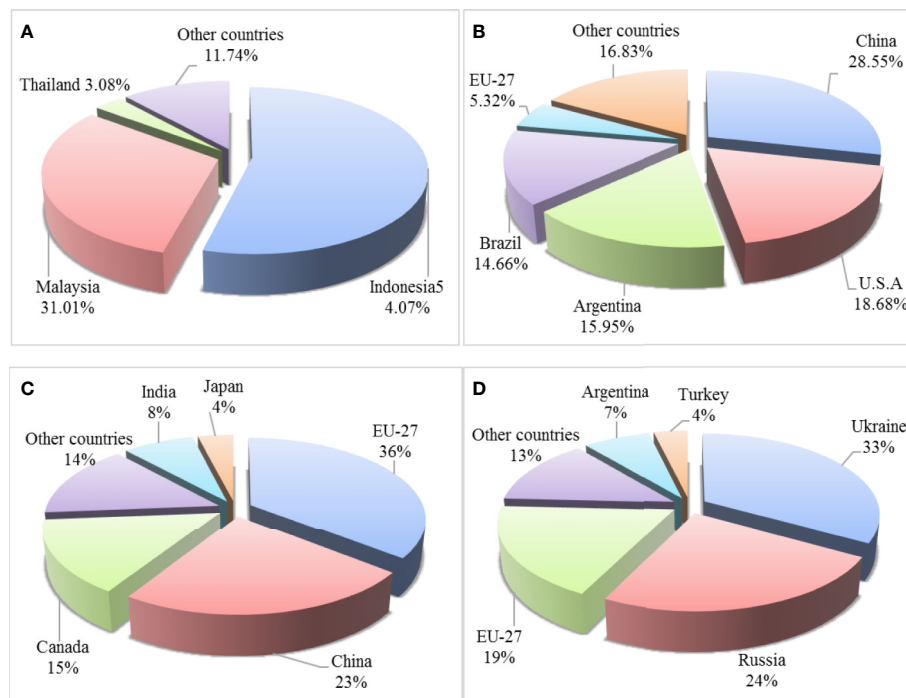 A
Other countries
11.74%
Thailand 3.08%
Malaysia
31.01%
Indonesia5
4.07%
B
Other countries
16.83%
China
28.55%
EU-27
5.32%
Brazil
14.66%
Argentina
15.95%
U.S.A
18.68%
C
India
8%
Japan
4%
EU-27
36%
Other countries
14%
Canada
15%
China
23%
D
Argentina
7%
Turkey
4%
Ukraine
33%
Other countries
13%
EU-27
19%
Russia
24%